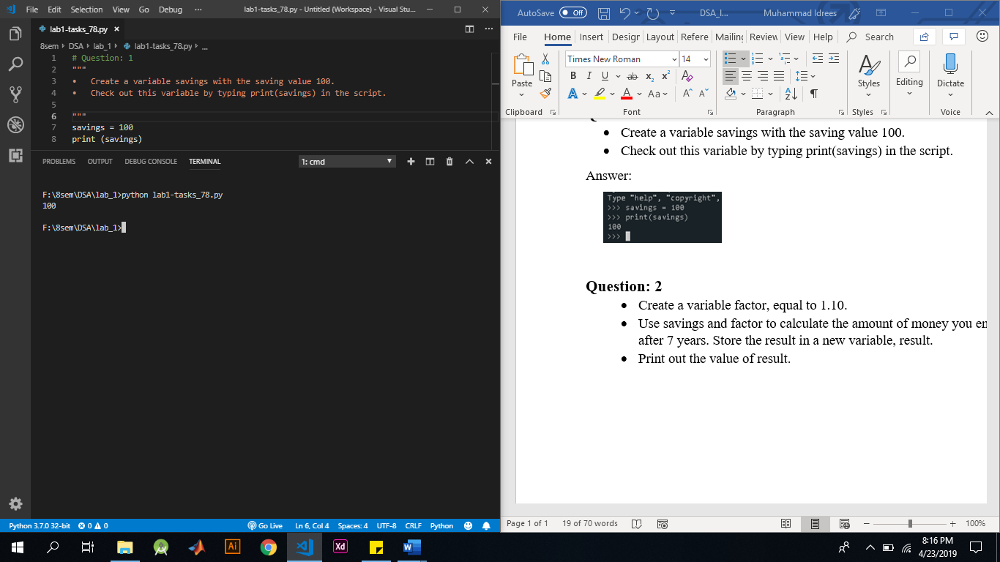 File Edit Selection View Go Debug ··· lab1-tasks_78.py - Untitled (Workspace) - Visual Stu...
lab1-tasks_78.py ×
8sem › DSA › lab_1 › lab1-tasks_78.py › ...
1 # Question: 1
2 """
3 • Create a variable savings with the saving value 100.
4 • Check out this variable by typing print(savings) in the script.
5
6 """
7 savings = 100
8 print (savings)
PROBLEMS OUTPUT DEBUG CONSOLE TERMINAL 1: cmd
F:\8sem\DSA\lab_1>python lab1-tasks_78.py
100
F:\8sem\DSA\lab_1>
Python 3.7.0 32-bit 0 0 Go Live Ln 6, Col 4 Spaces: 4 UTF-8 CRLF Python
AutoSave Off DSA_l... Muhammad Idrees
File Home Insert Desigr Layout Refere Mailing Review View Help Search
Paste
Clipboard
Times New Roman 14
B I U ab x₂ x²
A A Aa A A
Font
Paragraph
Styles
Styles
Editing
Dictate
Voice
• Create a variable savings with the saving value 100.
• Check out this variable by typing print(savings) in the script.
Answer:
Type "help", "copyright",
>>> savings = 100
>>> print(savings)
100
>>>
Question: 2
• Create a variable factor, equal to 1.10.
• Use savings and factor to calculate the amount of money you en
after 7 years. Store the result in a new variable, result.
• Print out the value of result.
Page 1 of 1 19 of 70 words 100%
Ai Xd W
8:16 PM
4/23/2019